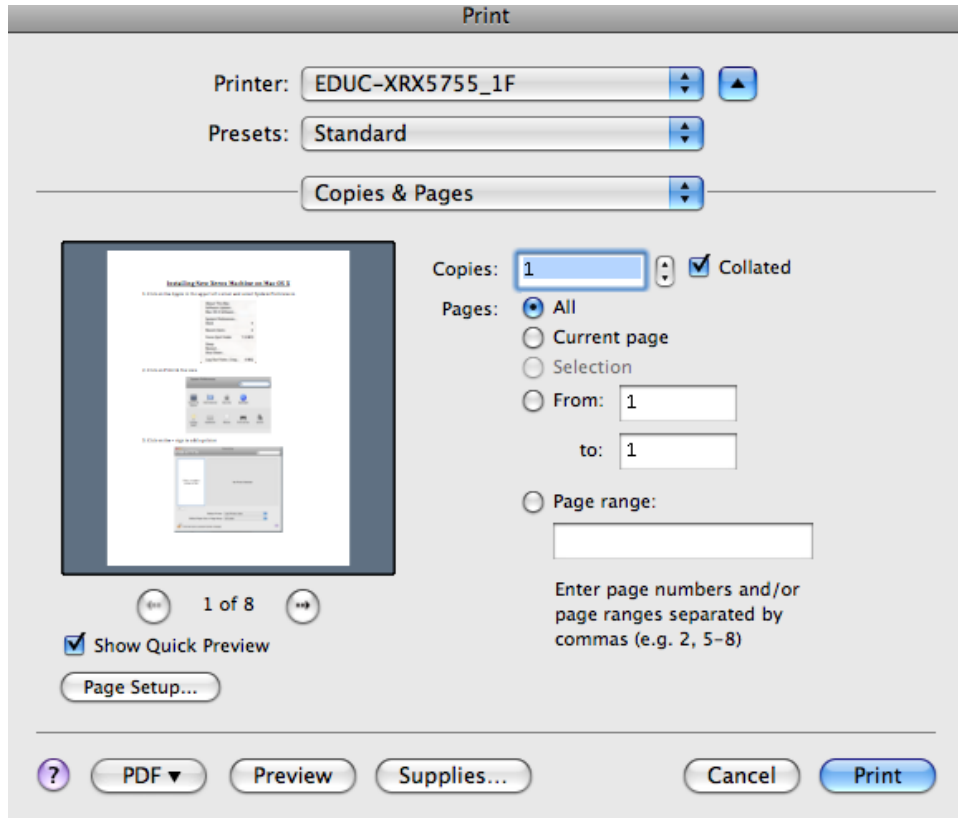 Print
Printer: EDUC-XRX5755_1F
Presets: Standard
Copies & Pages
Copies: 1 Collated
Pages: All
Current page
Selection
From: 1
to: 1
Page range:
Enter page numbers and/or
page ranges separated by
commas (e.g. 2, 5-8)
Installing New Xerox Machine on Mac OS X
1 of 8
Show Quick Preview
Page Setup...
? PDF ▼ Preview Supplies... Cancel Print